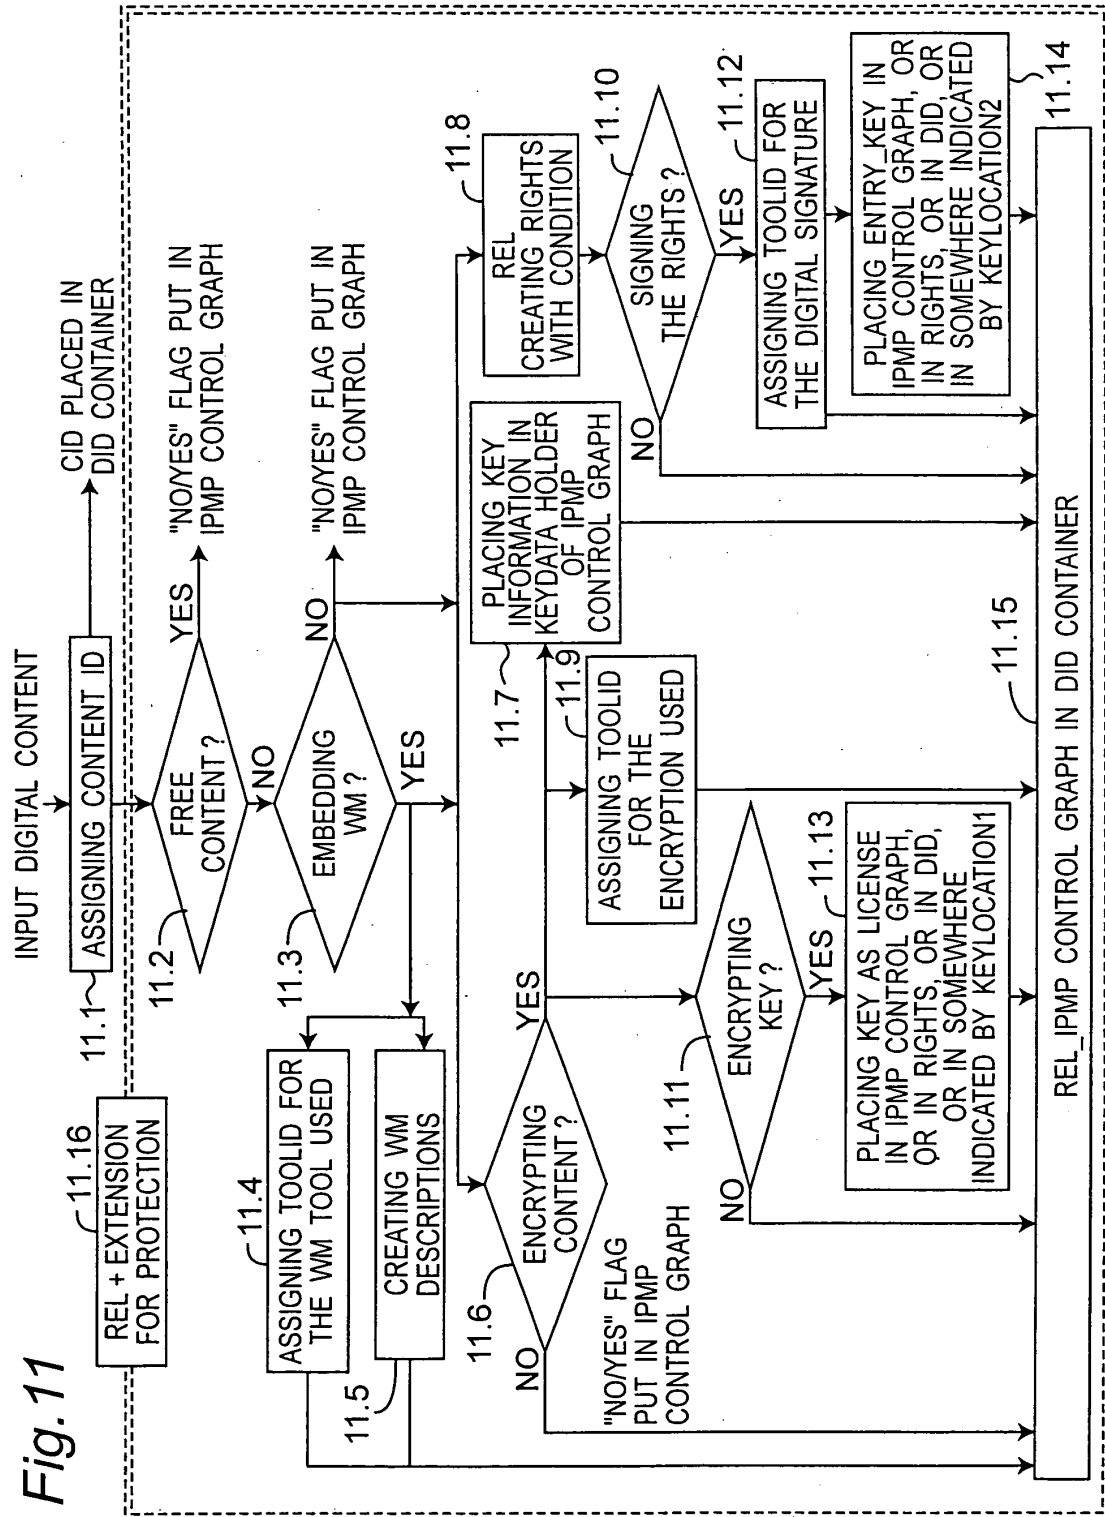 Fig.11
INPUT DIGITAL CONTENT
11.1
ASSIGNING CONTENT ID
CID PLACED IN
DID CONTAINER
11.16
REL + EXTENSION
FOR PROTECTION
11.2
FREE
CONTENT?
YES
"NO/YES" FLAG PUT IN
IPMP CONTROL GRAPH
NO
11.3
EMBEDDING
WM?
NO
"NO/YES" FLAG PUT IN
IPMP CONTROL GRAPH
YES
11.4
ASSIGNING TOOLID FOR
THE WM TOOL USED
11.5
CREATING WM
DESCRIPTIONS
11.6
ENCRYPTING
CONTENT?
NO
"NO/YES" FLAG
PUT IN IPMP
CONTROL GRAPH
YES
11.7
PLACING KEY
INFORMATION IN
KEYDATA HOLDER
OF IPMP
CONTROL GRAPH
11.8
REL
CREATING RIGHTS
WITH CONDITION
11.9
ASSIGNING TOOLID
FOR THE
ENCRYPTION USED
11.10
SIGNING
THE RIGHTS?
NO
YES
11.11
ENCRYPTING
KEY?
NO
YES
11.12
ASSIGNING TOOLID FOR
THE DIGITAL SIGNATURE
11.13
PLACING KEY AS LICENSE
IN IPMP CONTROL GRAPH,
OR IN RIGHTS, OR IN DID,
OR IN SOMEWHERE
INDICATED BY KEYLOCATION1
11.14
PLACING ENTRY_KEY IN
IPMP CONTROL GRAPH, OR
IN RIGHTS, OR IN DID, OR
IN SOMEWHERE INDICATED
BY KEYLOCATION2
11.15
REL_IPMP CONTROL GRAPH IN DID CONTAINER